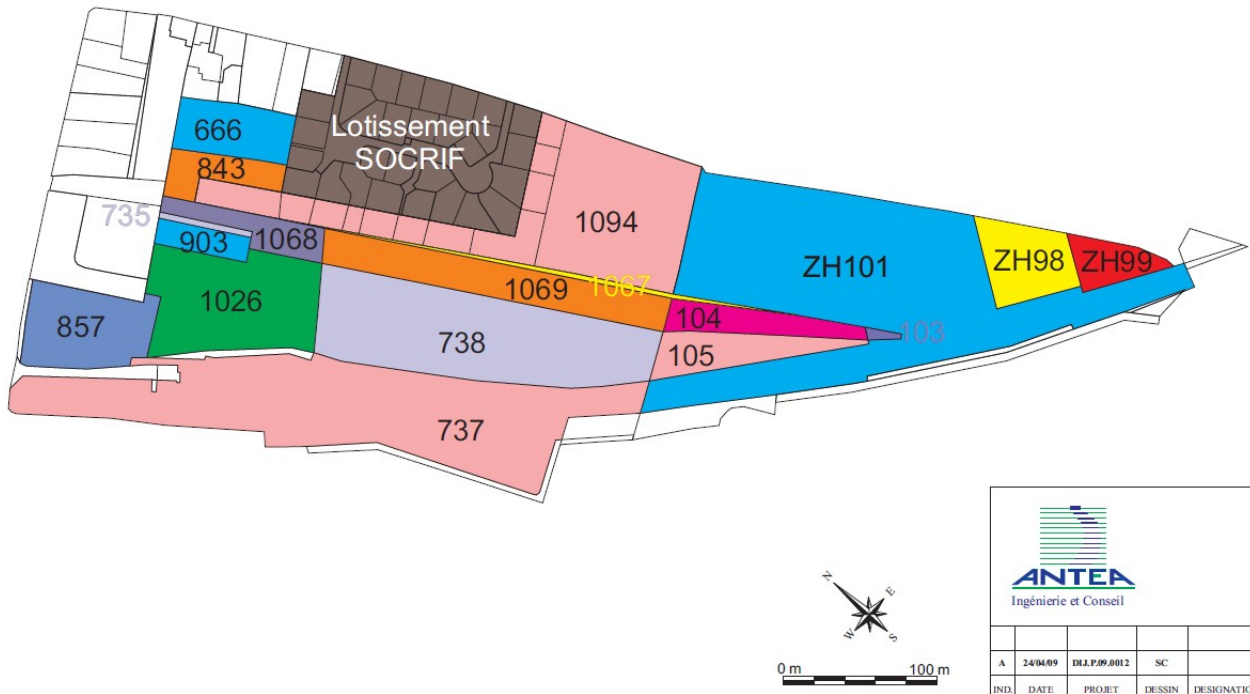 Lotissement
SOCRIF
666
843
735
903
1068
1094
1026
857
1069
1067
738
737
104
105
103
ZH101
ZH98
ZH99
N
E
W
S
0 m
100 m
ANTEA
Ingénierie et Conseil
A 24/04/09 DIJ.P.09.0012 SC
IND. DATE PROJET DESSIN